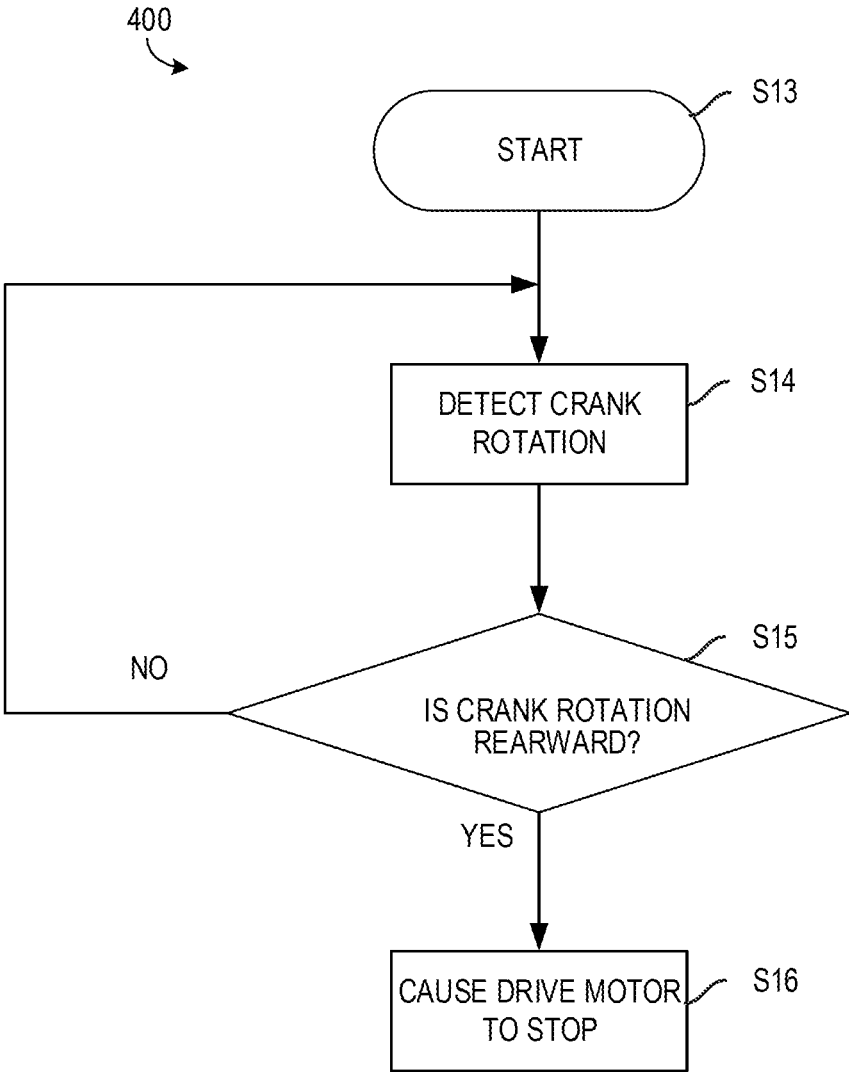 400
S13
START
S14
DETECT CRANK
ROTATION
S15
NO
IS CRANK ROTATION
REARWARD?
YES
S16
CAUSE DRIVE MOTOR
TO STOP